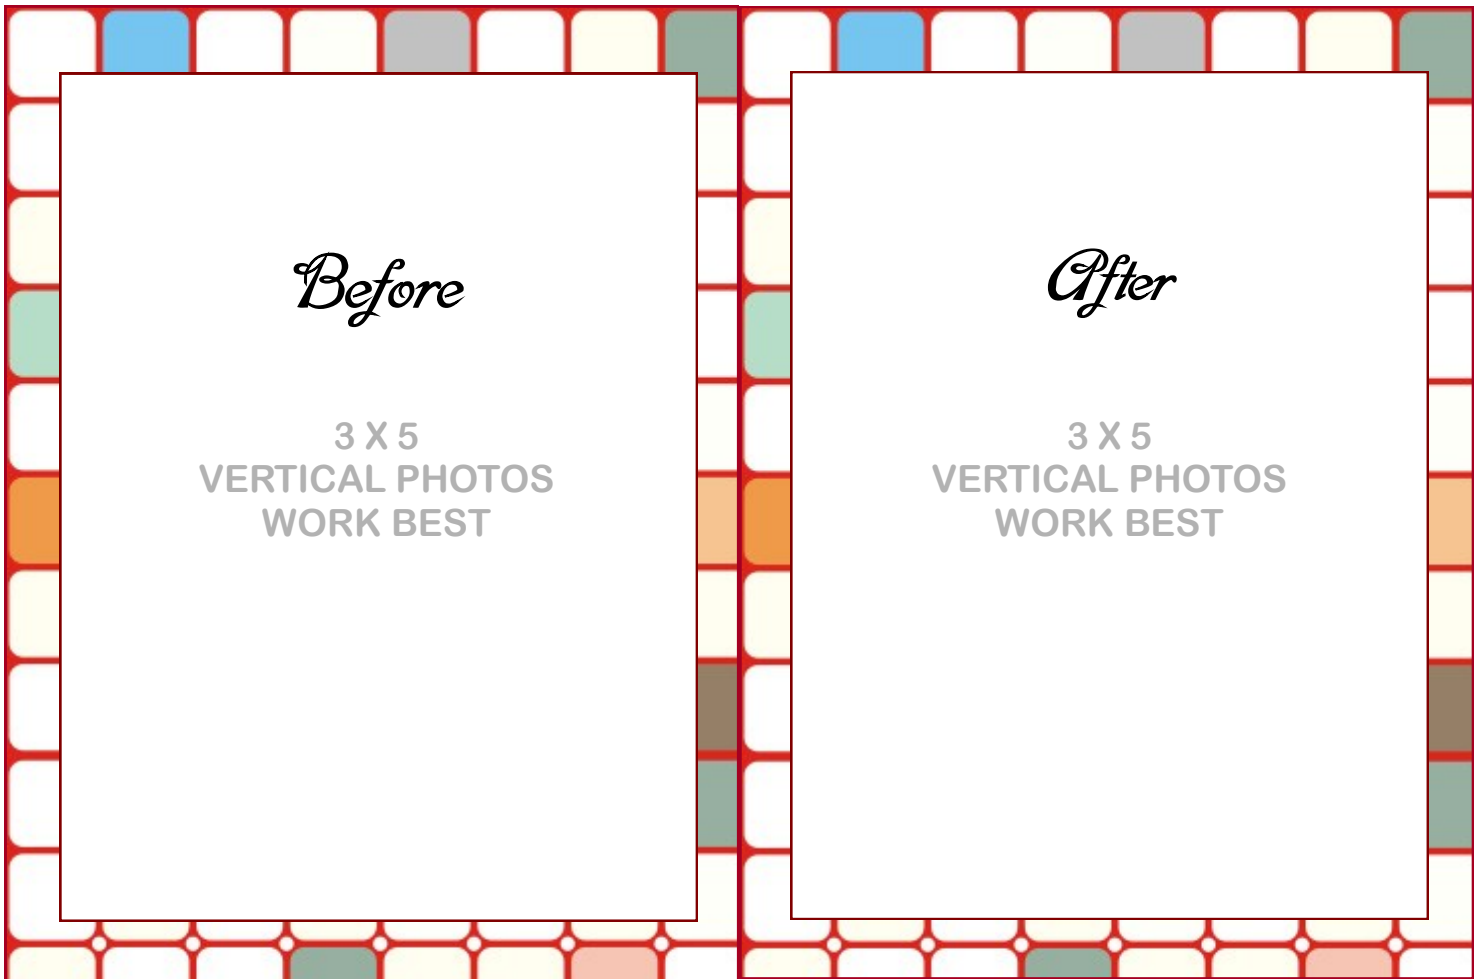 Before
3 X 5
VERTICAL PHOTOS
WORK BEST
After
3 X 5
VERTICAL PHOTOS
WORK BEST